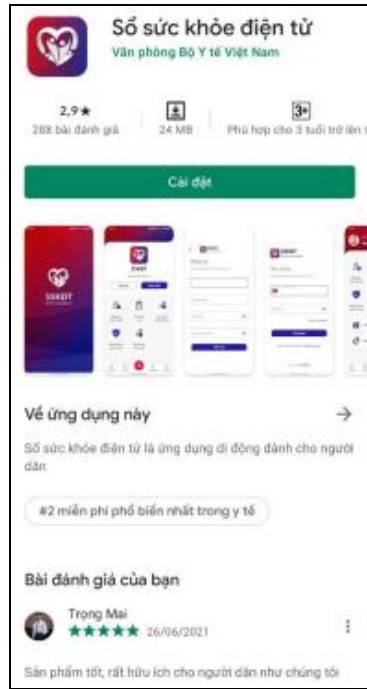 Sổ sức khỏe điện tử
Văn phòng Bộ Y tế Việt Nam
2,9★
288 bài đánh giá
24 MB
3+
Phù hợp cho 3 tuổi trở lên
Cài đặt
SSKDT
Về ứng dụng này
Sổ sức khỏe điện tử là ứng dụng di động dành cho người
dân
#2 miễn phí phổ biến nhất trong y tế
Bài đánh giá của bạn
Trong Mai
26/06/2021
Sản phẩm tốt, rất hữu ích cho người dân như chúng tôi